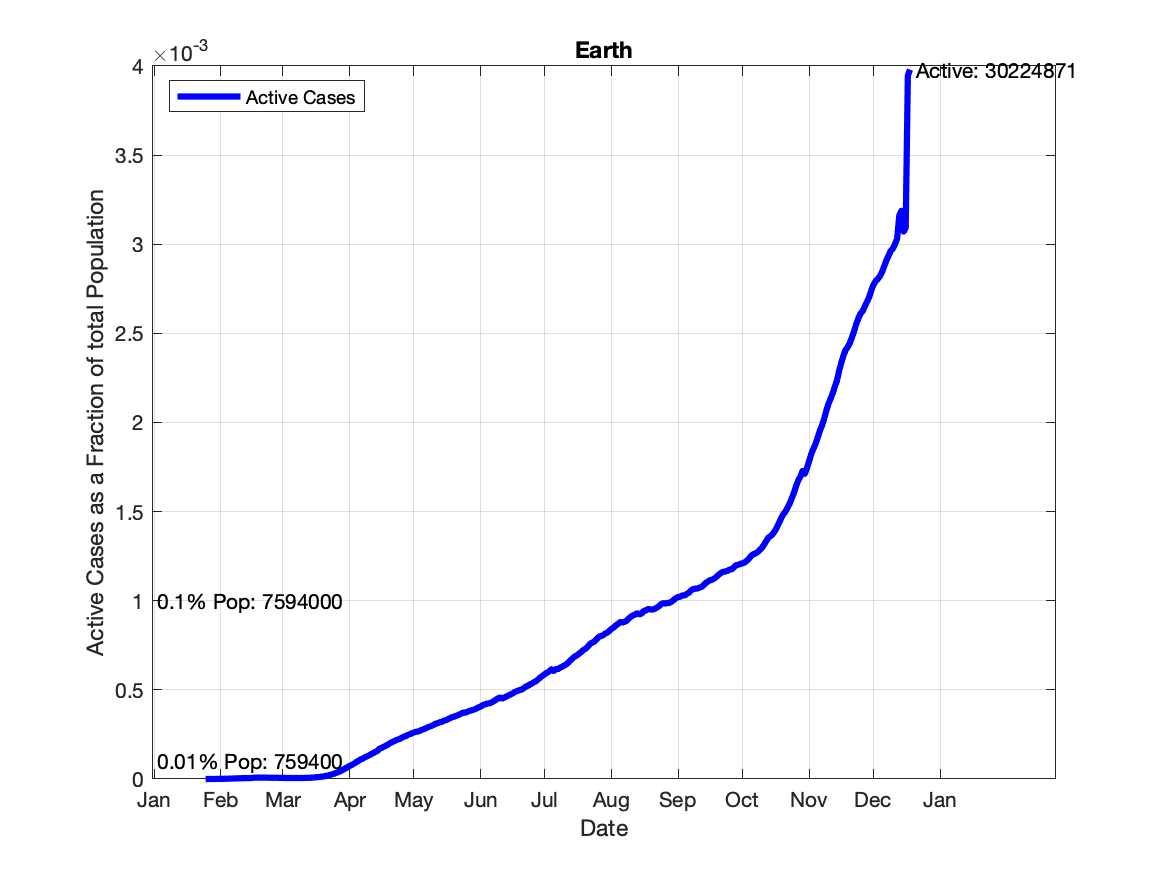 Earth
×10-3
4
3.5
3
2.5
2
1.5
1
0.5
0
Active Cases as a Fraction of total Population
Active Cases
Active: 30224871
0.1% Pop: 7594000
0.01% Pop: 759400
Jan Feb Mar Apr May Jun Jul Aug Sep Oct Nov Dec Jan
Date